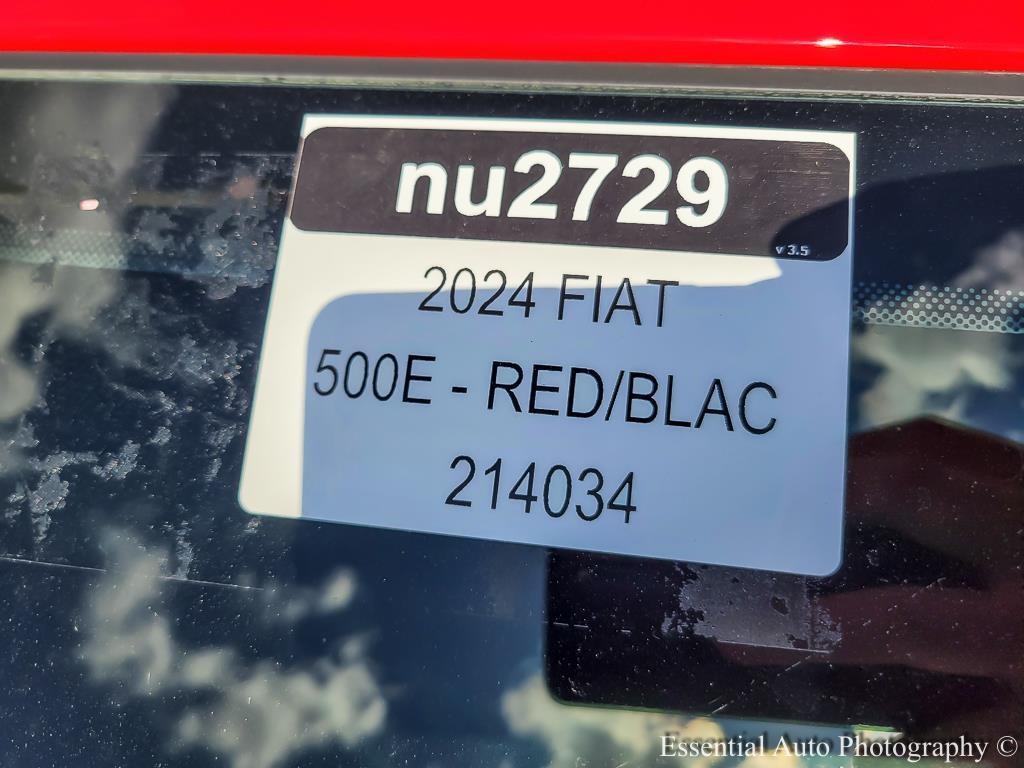 nu2729
v 3.5
2024 FIAT
500E - RED/BLAC
214034
Essential Auto Photography ©